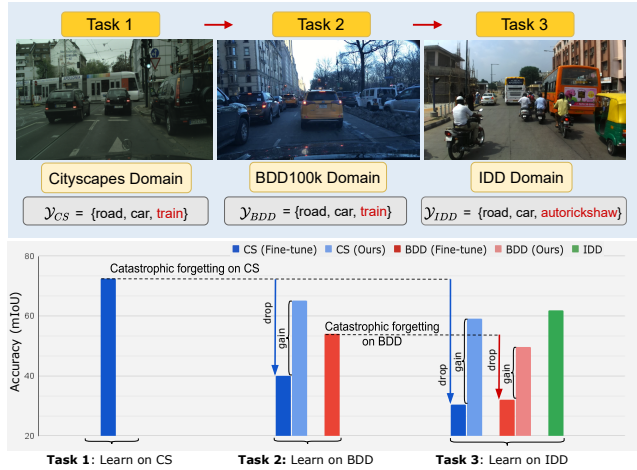 Task 1
Task 2
Task 3
Cityscapes Domain
BDD100k Domain
IDD Domain
𝒴CS = {road, car, train}
𝒴BDD = {road, car, train}
𝒴IDD = {road, car, autorickshaw}
CS (Fine-tune)
CS (Ours)
BDD (Fine-tune)
BDD (Ours)
IDD
Accuracy (mIoU)
80
60
40
20
Catastrophic forgetting on CS
drop
gain
Catastrophic forgetting
on BDD
drop
gain
drop
gain
Task 1: Learn on CS
Task 2: Learn on BDD
Task 3: Learn on IDD